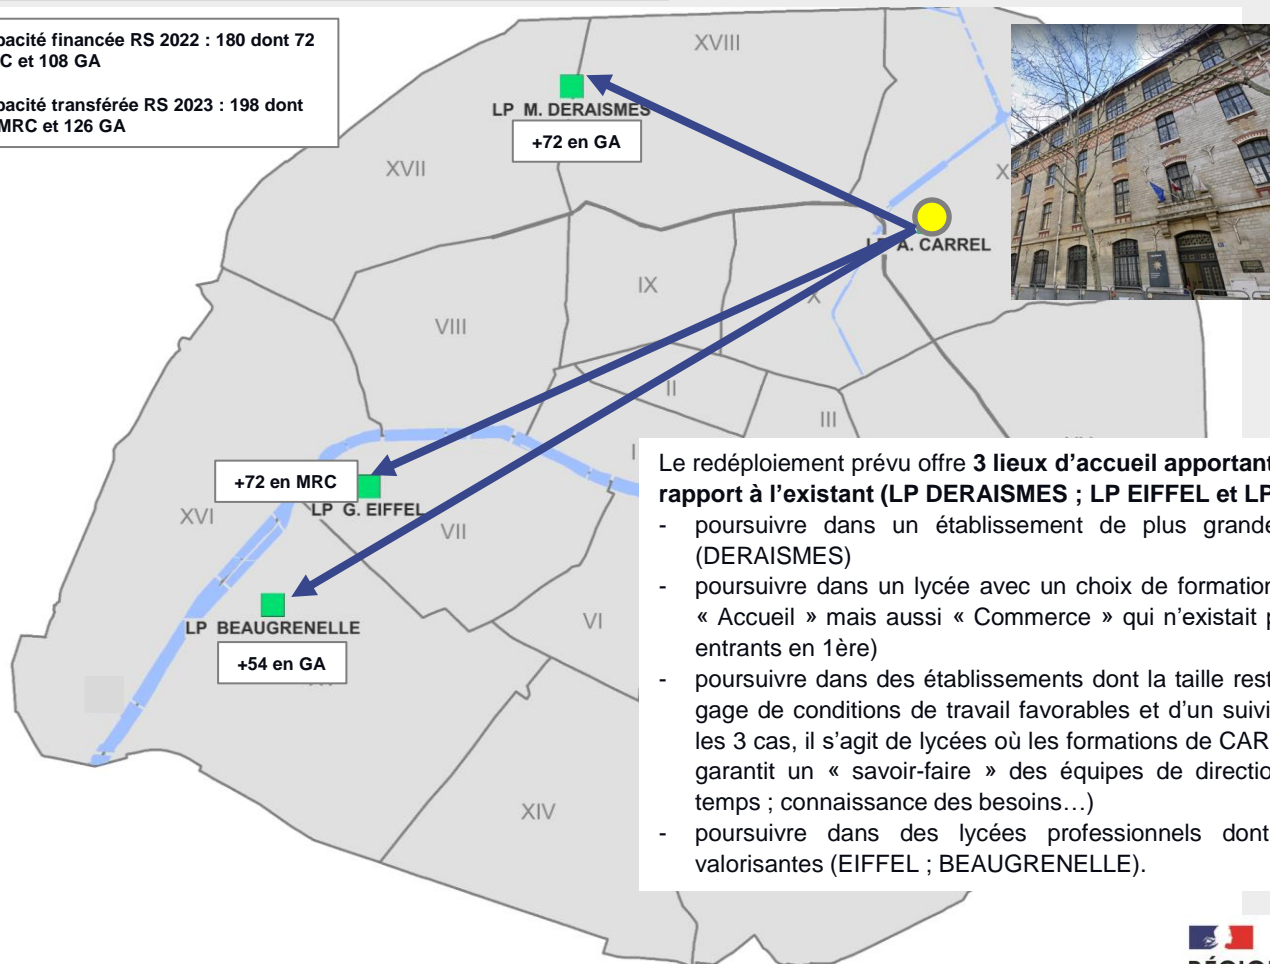 pacité financée RS 2022 : 180 dont 72
C et 108 GA
pacité transférée RS 2023 : 198 dont
MRC et 126 GA
XVIII
LP M. DERAISMES
+72 en GA
XVII
X
LP A. CARREL
IX
X
VIII
II
III
I
+72 en MRC
LP G. EIFFEL
XVI
VII
LP BEAUGRENELLE
+54 en GA
VI
XIV
Le redéploiement prévu offre 3 lieux d’accueil apportant
rapport à l’existant (LP DERAISMES ; LP EIFFEL et LP
- poursuivre dans un établissement de plus grande
(DERAISMES)
- poursuivre dans un lycée avec un choix de formation
« Accueil » mais aussi « Commerce » qui n’existait p
entrants en 1ère)
- poursuivre dans des établissements dont la taille rest
gage de conditions de travail favorables et d’un suivi
les 3 cas, il s’agit de lycées où les formations de CAR
garantit un « savoir-faire » des équipes de directio
temps ; connaissance des besoins…)
- poursuivre dans des lycées professionnels dont
valorisantes (EIFFEL ; BEAUGRENELLE).
RÉGIO